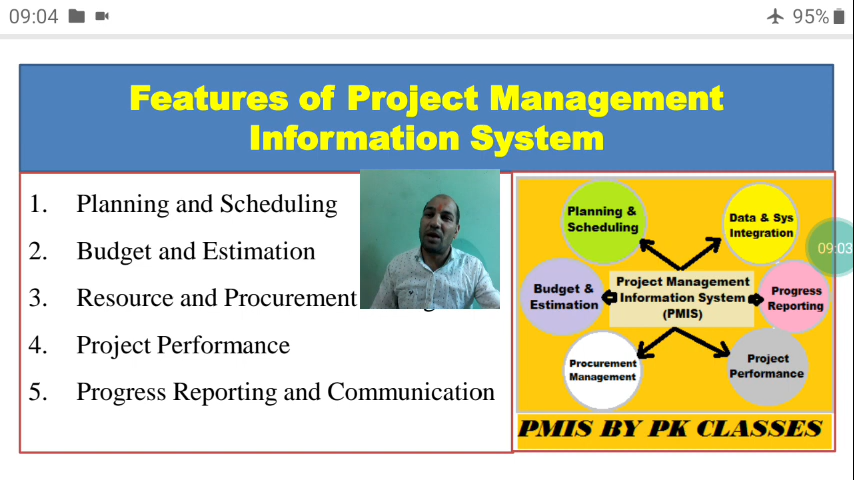 09:04
95%
Features of Project Management
Information System
1. Planning and Scheduling
2. Budget and Estimation
3. Resource and Procurement
4. Project Performance
5. Progress Reporting and Communication
Planning &
Scheduling
Data & Sys
Integration
Budget &
Estimation
Project Management
Information System
(PMIS)
Progress
Reporting
Procurement
Management
Project
Performance
PMIS BY PK CLASSES
09:03